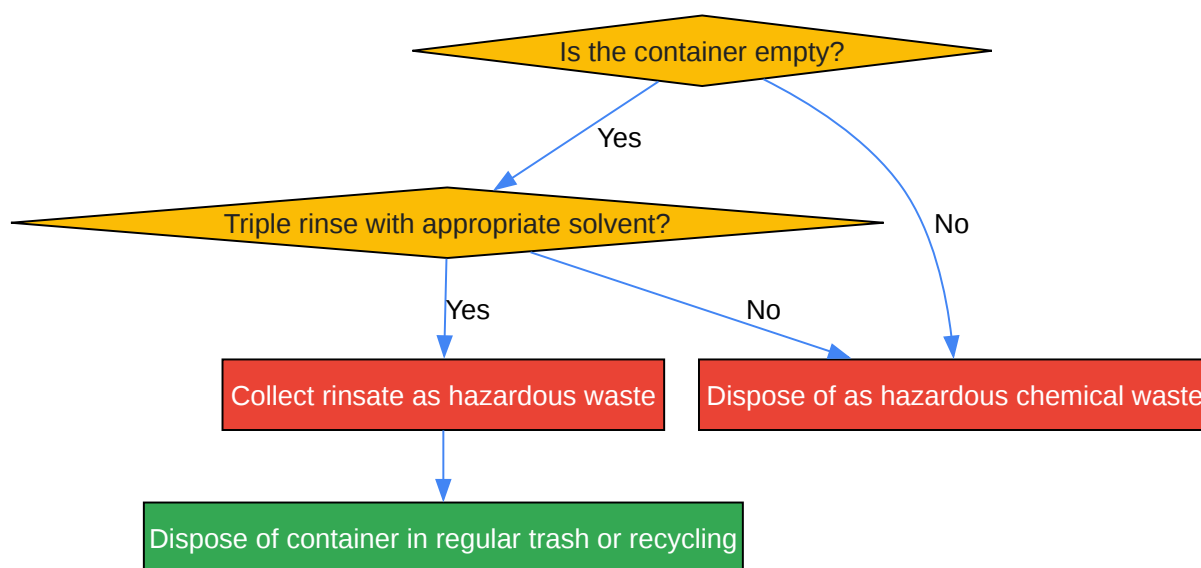 Is the container empty?
Yes
Triple rinse with appropriate solvent?
No
Yes
No
Collect rinsate as hazardous waste
Dispose of as hazardous chemical waste
Dispose of container in regular trash or recycling